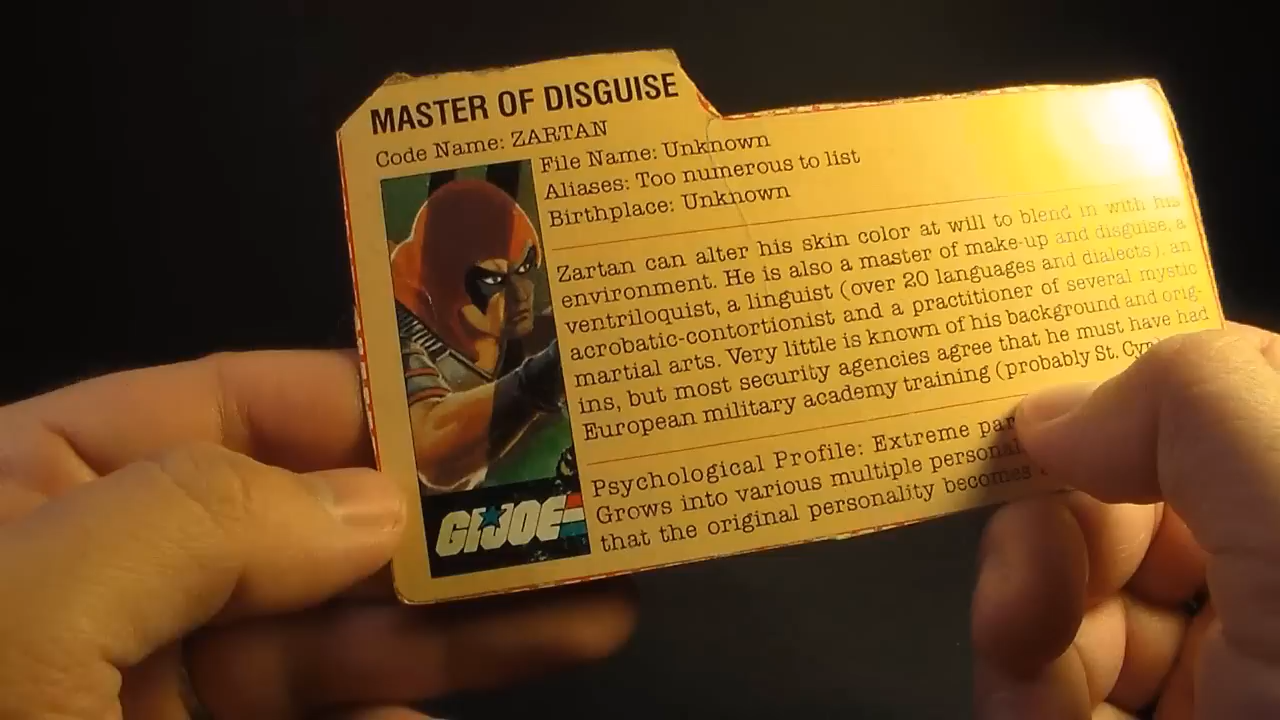 MASTER OF DISGUISE
Code Name: ZARTAN
File Name: Unknown
Aliases: Too numerous to list
Birthplace: Unknown
Zartan can alter his skin color at will to blend in with his
environment. He is also a master of make-up and disguise, a
ventriloquist, a linguist (over 20 languages and dialects), an
acrobatic-contortionist and a practitioner of several mystic
martial arts. Very little is known of his background and orig-
ins, but most security agencies agree that he must have had
European military academy training (probably St. Cyr)
Psychological Profile: Extreme
Grows into various multiple
that the original personality becomes
GI JOE